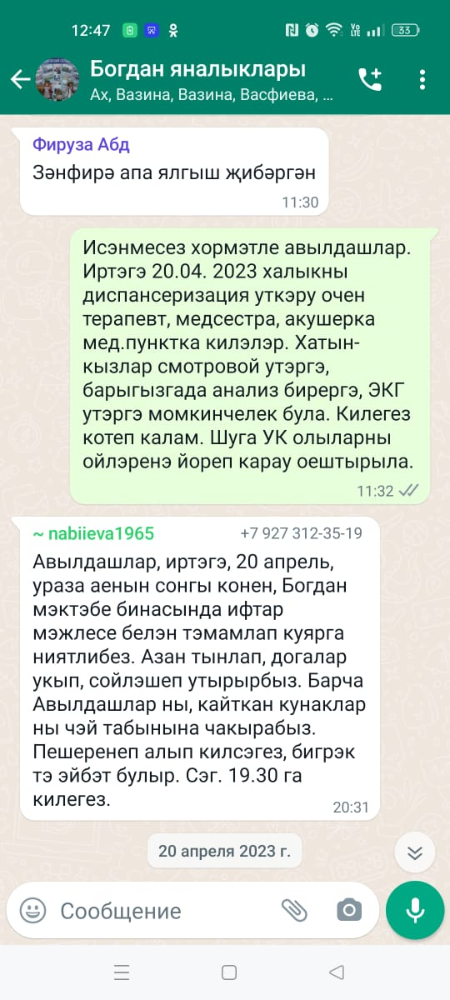 12:47
33
Богдан яналыклары
Ах, Вазина, Вазина, Васфиева, ...
Фируза Абд
Зәнфирә апа ялгыш җибәргән
11:30
Исэнмесез хормэтле авылдашлар.
Иртэгэ 20.04. 2023 халыкны
диспансеризация уткэру очен
терапевт, медсестра, акушерка
мед.пунктка килэлэр. Хатын-
кызлар смотровой утэргэ,
барыгызгада анализ бирергэ, ЭКГ
утэргэ момкинчелек була. Килегез
котеп калам. Шуга УК олыларны
ойлэренэ йореп карау оештырыла.
11:32
~ nabiieva1965
+7 927 312-35-19
Авылдашлар, иртэгэ, 20 апрель,
ураза аенын сонгы конен, Богдан
мэктэбе бинасында ифтар
мэжлесе белэн тэмамлап куярга
ниятлибез. Азан тынлап, догалар
укып, сойлэшеп утырырбыз. Барча
Авылдашлар ны, кайткан кунаклар
ны чэй табынына чакырабыз.
Пешеренеп алып килсэгез, бигрэк
тэ эйбэт булыр. Сэг. 19.30 га
килегез.
20:31
20 апреля 2023 г.
Сообщение